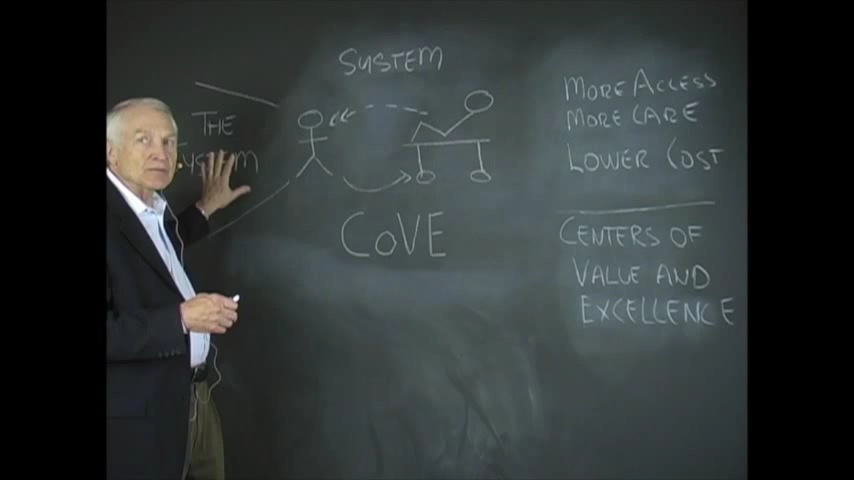 SYSTEM
THE
SYSTEM
CoVE
MORE ACCESS
MORE CARE
LOWER COST
CENTERS OF
VALUE AND
EXCELLENCE